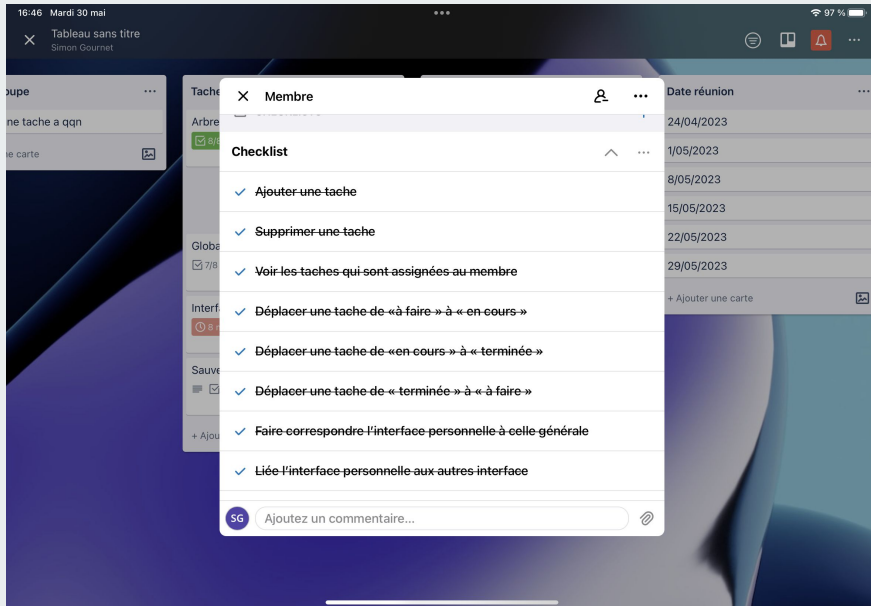 16:46 Mardi 30 mai
97 %
Tableau sans titre
Simon Gournet
oupe
ne tache a qqn
ne carte
Tache
Arbre
8/8
Globa
7/8
Interf
8 m
Sauve
+ Ajou
Membre
Checklist
Ajouter une tache
Supprimer une tache
Voir les taches qui sont assignées au membre
Déplacer une tache de «à faire » à « en cours »
Déplacer une tache de «en cours » à « terminée »
Déplacer une tache de « terminée » à « à faire »
Faire correspondre l'interface personnelle à celle générale
Liée l'interface personnelle aux autres interface
SG
Ajoutez un commentaire...
Date réunion
24/04/2023
1/05/2023
8/05/2023
15/05/2023
22/05/2023
29/05/2023
+ Ajouter une carte